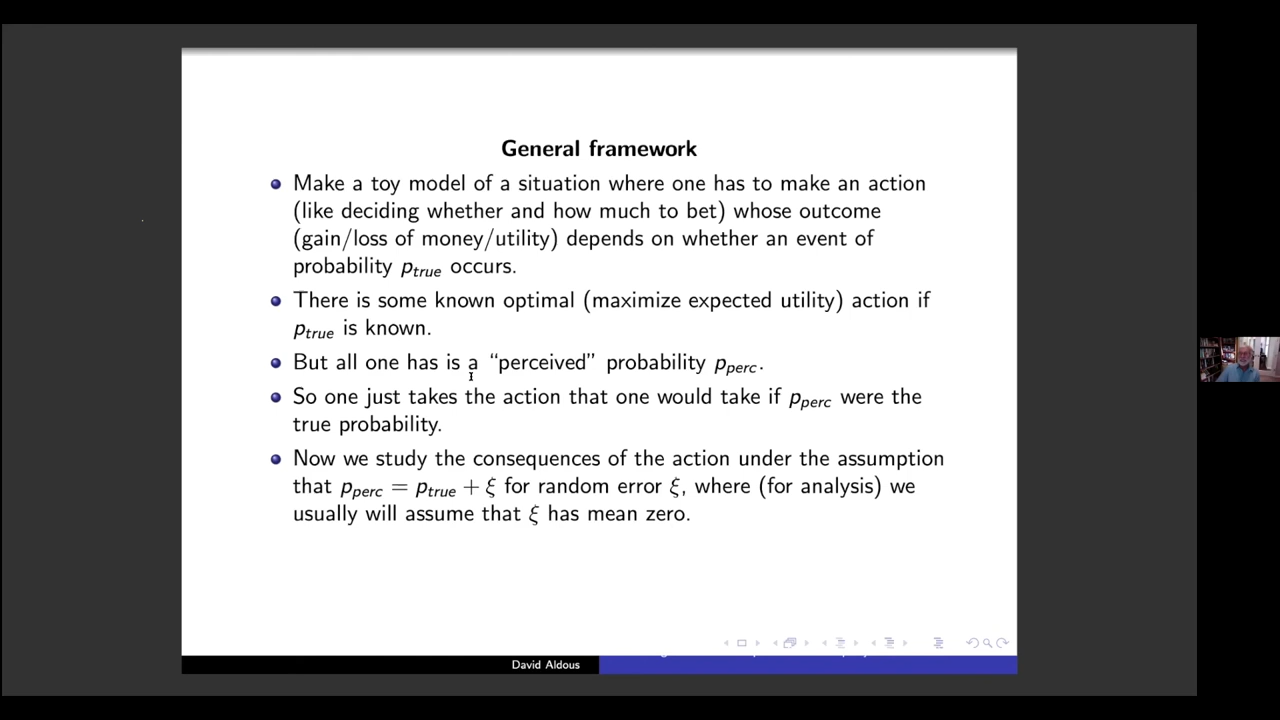 General framework
Make a toy model of a situation where one has to make an action
(like deciding whether and how much to bet) whose outcome
(gain/loss of money/utility) depends on whether an event of
probability p_true occurs.
There is some known optimal (maximize expected utility) action if
p_true is known.
But all one has is a “perceived” probability p_perc.
So one just takes the action that one would take if p_perc were the
true probability.
Now we study the consequences of the action under the assumption
that p_perc = p_true + ξ for random error ξ, where (for analysis) we
usually will assume that ξ has mean zero.
David Aldous